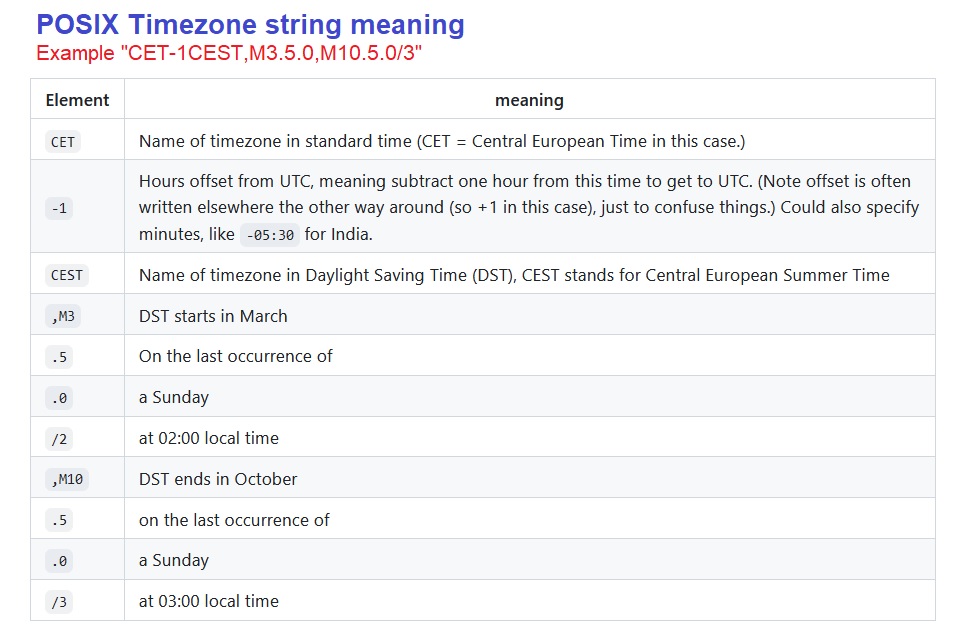 POSIX Timezone string meaning
Example "CET-1CEST,M3.5.0,M10.5.0/3"
Element meaning
CET Name of timezone in standard time (CET = Central European Time in this case.)
Hours offset from UTC, meaning subtract one hour from this time to get to UTC. (Note offset is often
-1 written elsewhere the other way around (so +1 in this case), just to confuse things.) Could also specify
minutes, like -05:30 for India.
CEST Name of timezone in Daylight Saving Time (DST), CEST stands for Central European Summer Time
,M3 DST starts in March
.5 On the last occurrence of
.0 a Sunday
/2 at 02:00 local time
,M10 DST ends in October
.5 on the last occurrence of
.0 a Sunday
/3 at 03:00 local time